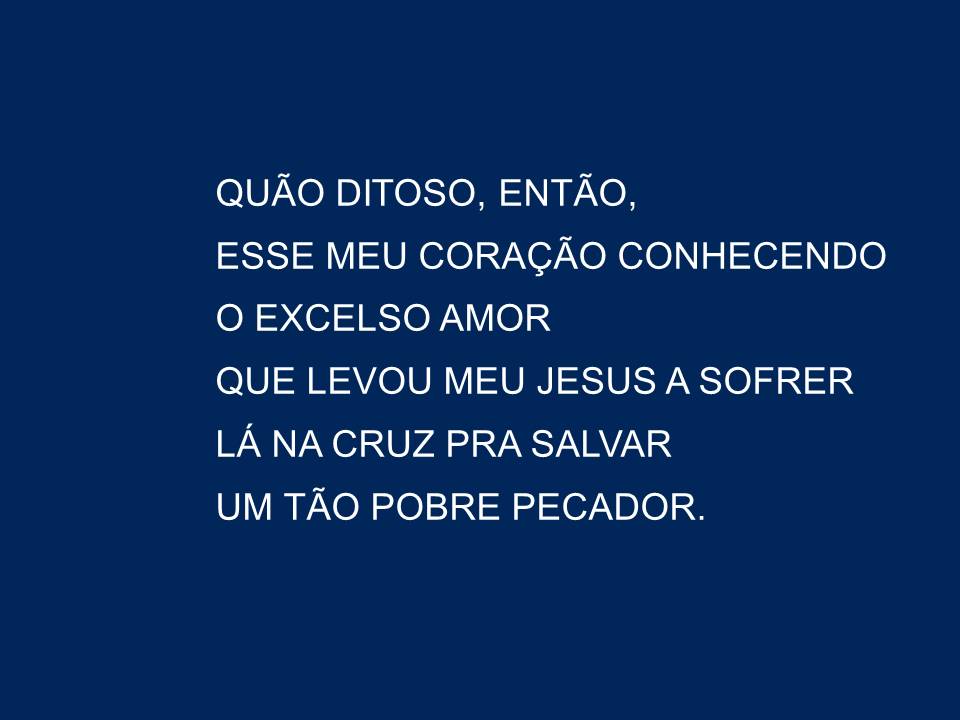 QUÃO DITOSO, ENTÃO,
ESSE MEU CORAÇÃO CONHECENDO
O EXCELSO AMOR
QUE LEVOU MEU JESUS A SOFRER
LÁ NA CRUZ PRA SALVAR
UM TÃO POBRE PECADOR.